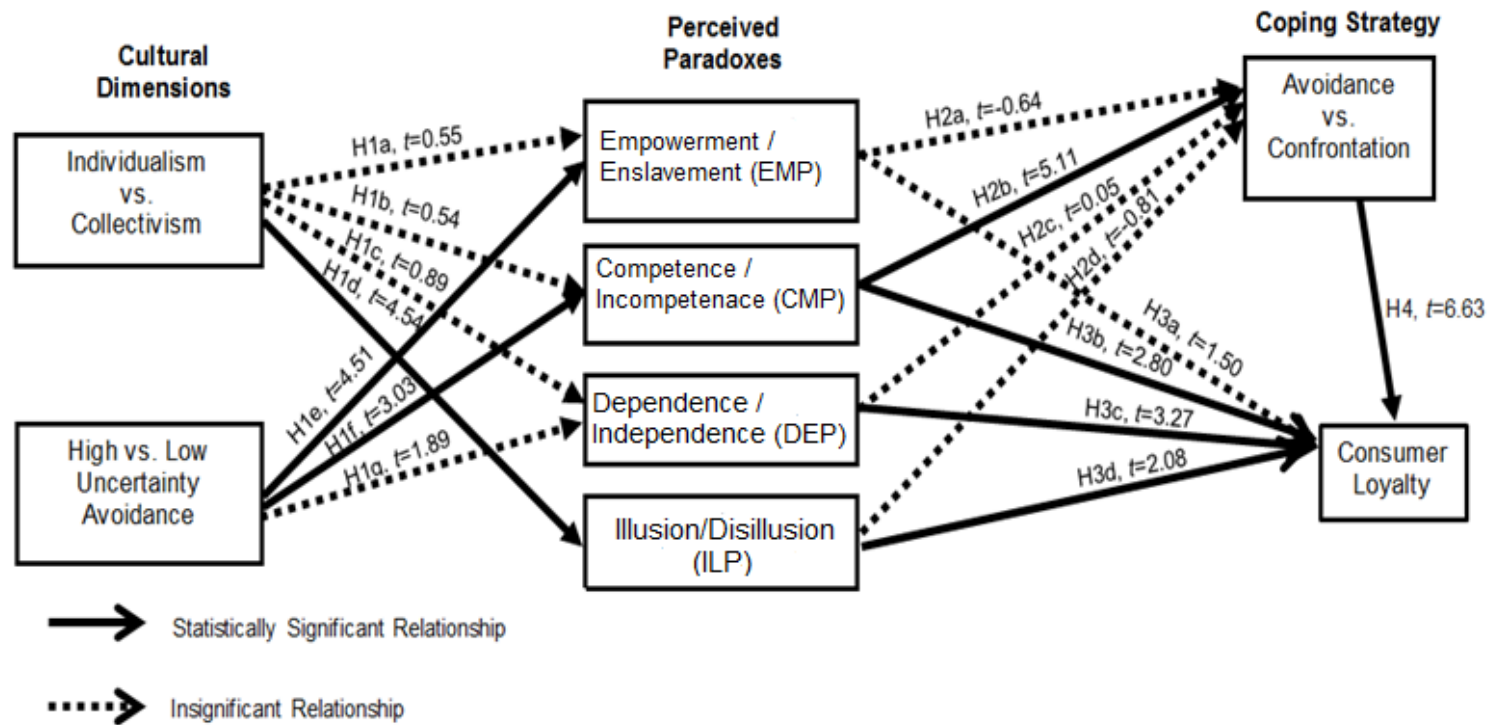 Cultural
Dimensions
Perceived
Paradoxes
Coping Strategy
Individualism
vs.
Collectivism
High vs. Low
Uncertainty
Avoidance
H1a, t=0.55
H1b, t=0.54
H1c, t=0.89
H1d, t=4.54
H1e, t=4.51
H1f, t=3.03
H1g, t=1.89
Empowerment /
Enslavement (EMP)
Competence /
Incompetenace (CMP)
Dependence /
Independence (DEP)
Illusion/Disillusion
(ILP)
H2a, t=-0.64
H2b, t=5.11
H2c, t=0.05
H2d, t=-0.81
H3a, t=1.50
H3b, t=2.80
H3c, t=3.27
H3d, t=2.08
Avoidance
vs.
Confrontation
H4, t=6.63
Consumer
Loyalty
Statistically Significant Relationship
Insignificant Relationship